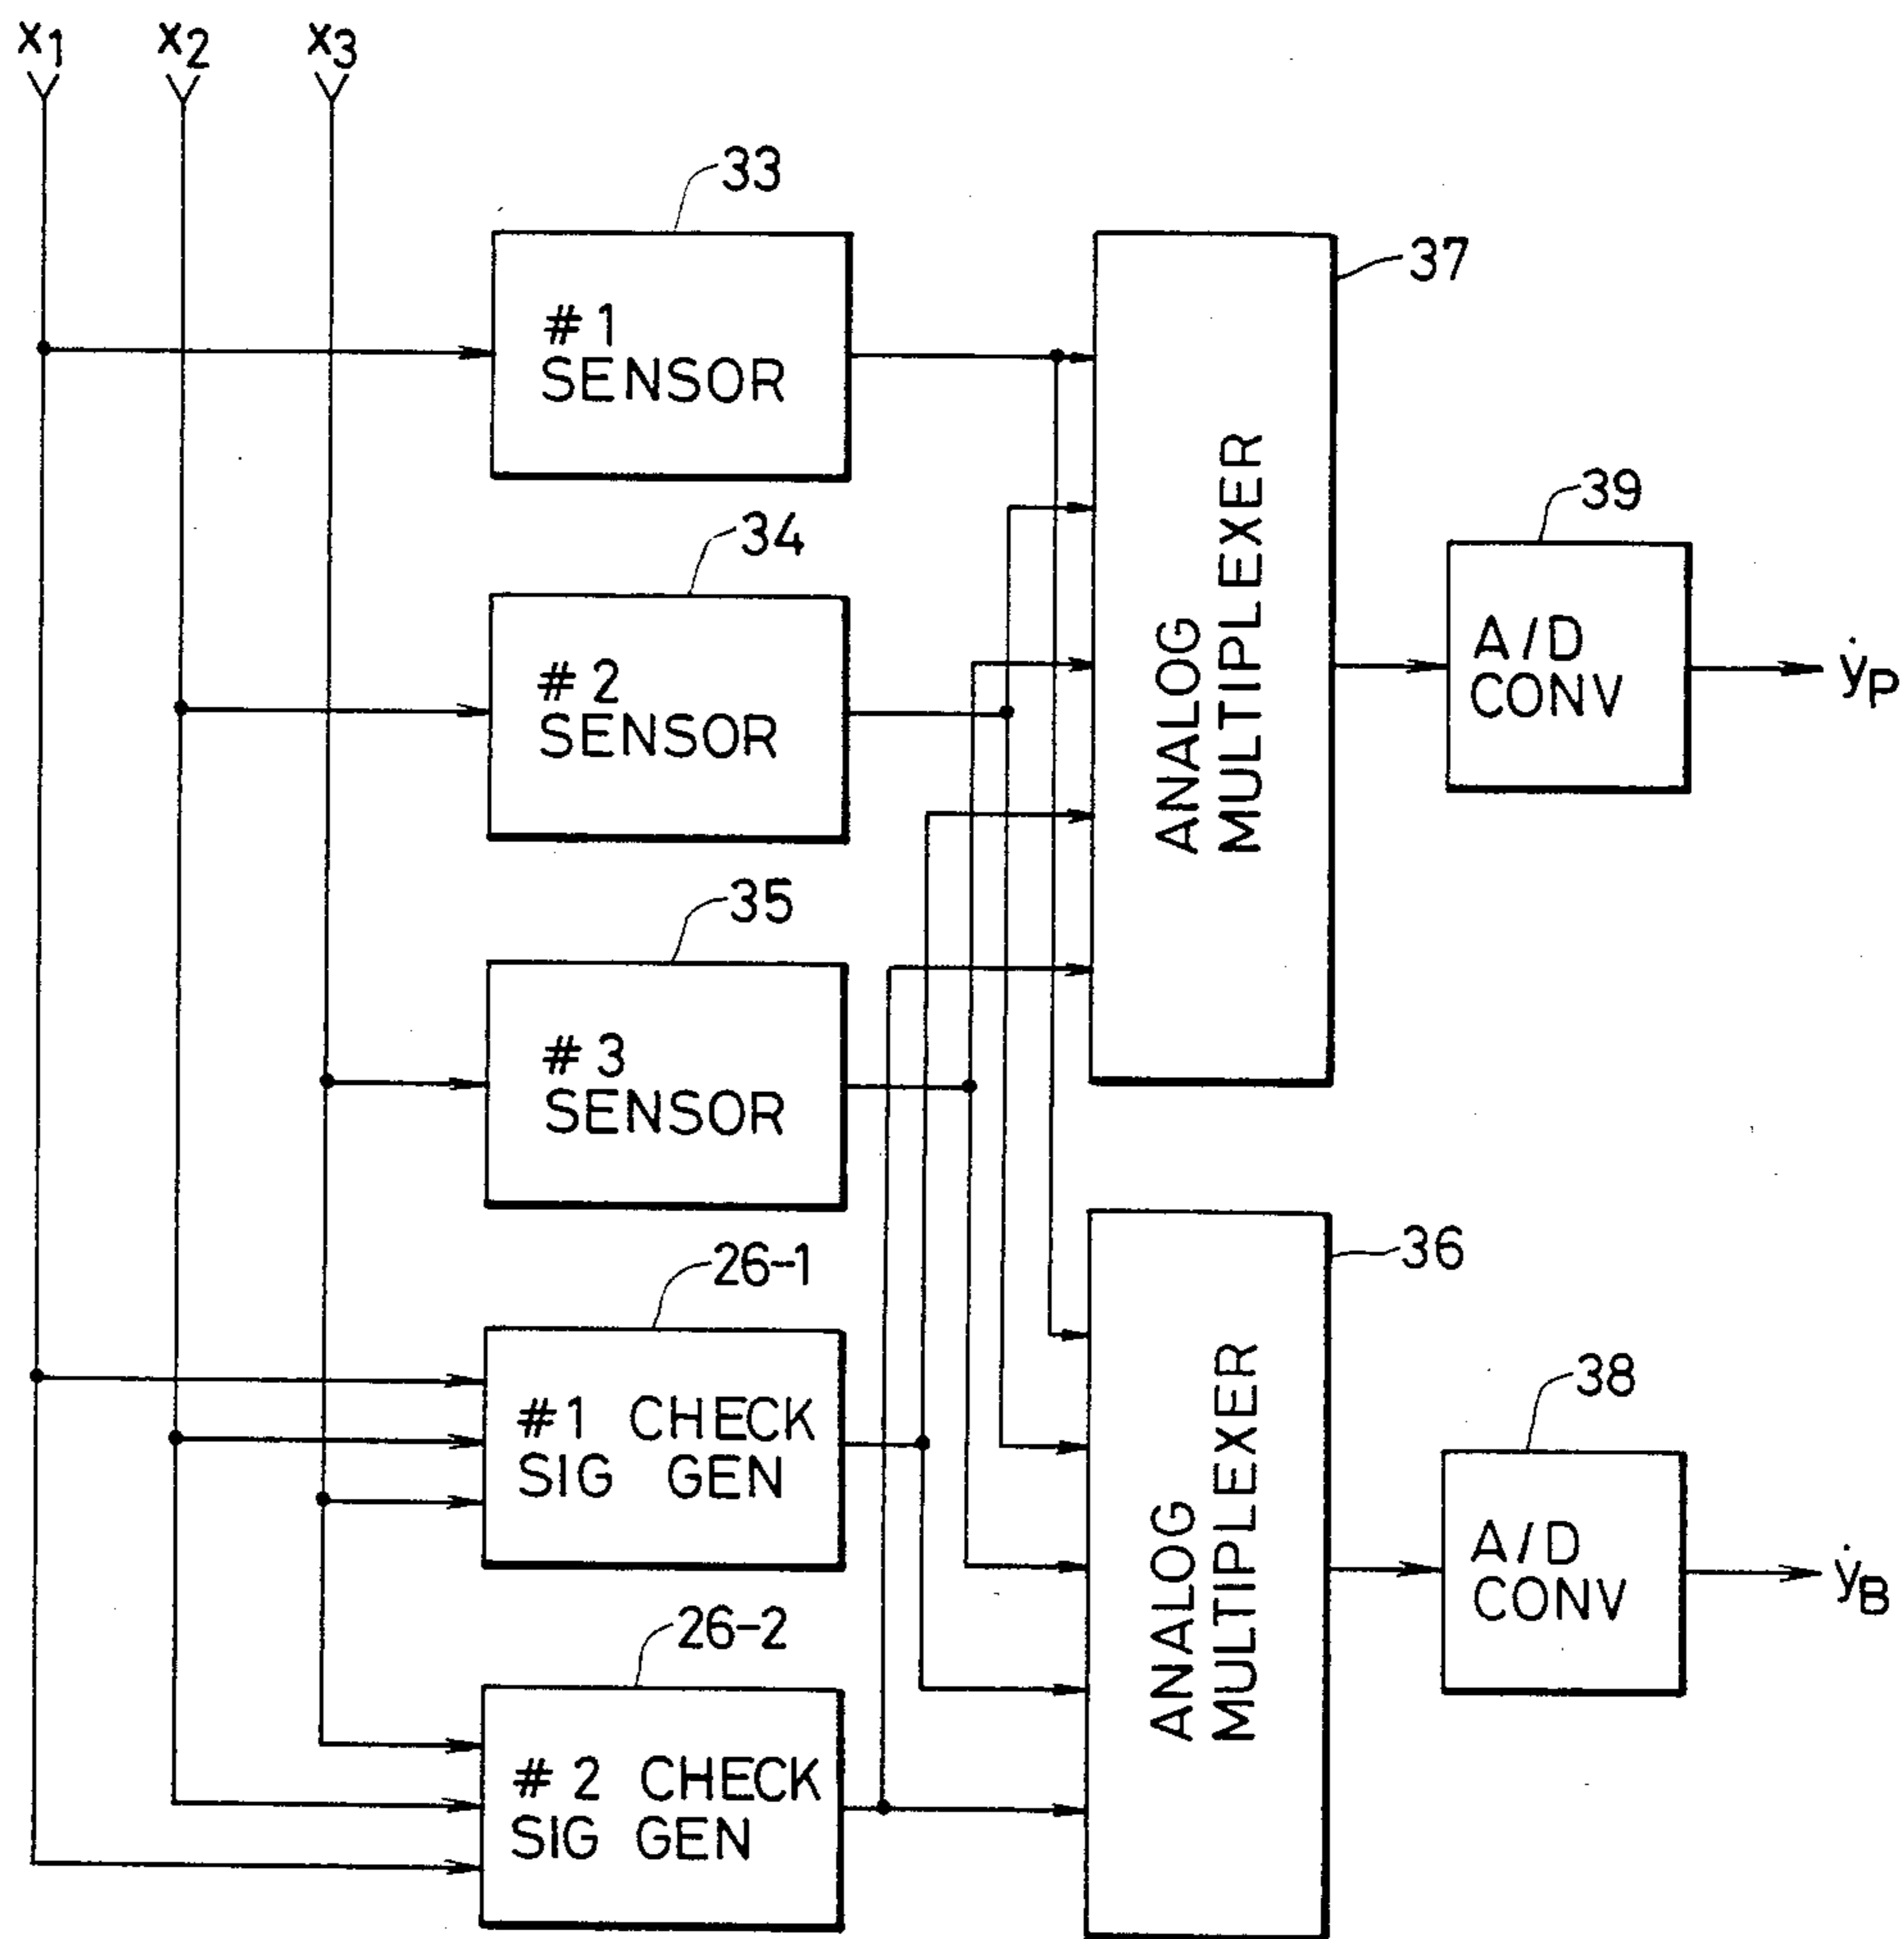 x1 x2 x3
33
#1
SENSOR
37
ANALOG
MULTIPLEXER
34
#2
SENSOR
39
A/D
CONV
ẏP
35
#3
SENSOR
26-1
#1 CHECK
SIG GEN
36
ANALOG
MULTIPLEXER
38
A/D
CONV
ẏB
26-2
#2 CHECK
SIG GEN